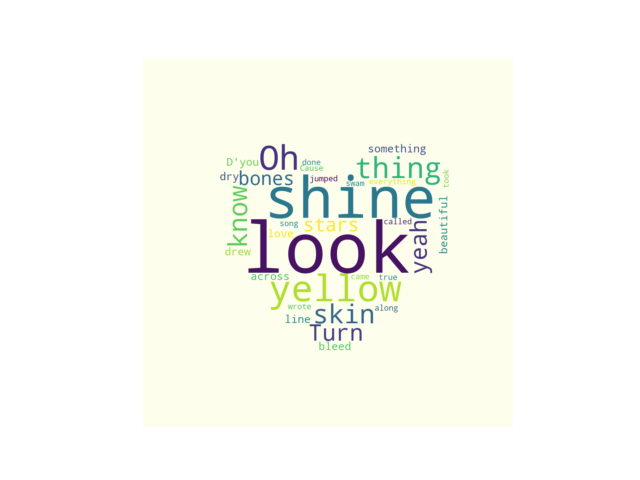 something
Oh
D'you
done
thing
Cause
dry
bones
jumped
swam
everything
took
shine
know
beautiful
song
stars
called
yeah
love
look
drew
across
came
true
yellow
wrote
along
line
skin
Turn
bleed